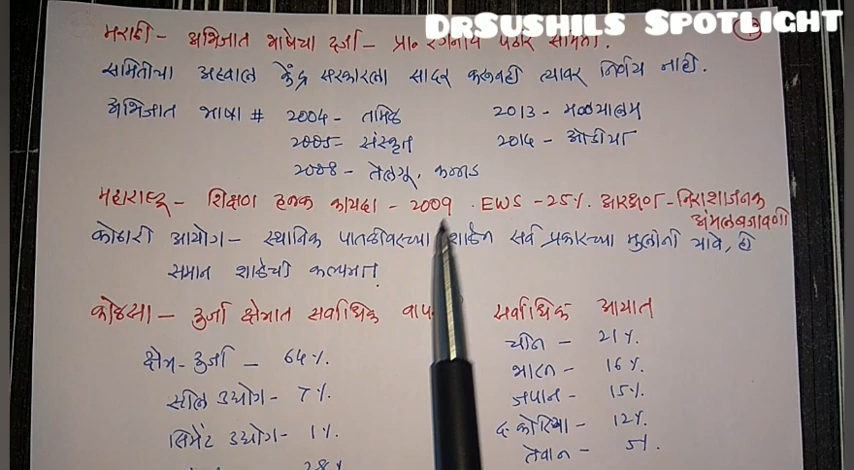 DrSushils Spotlight
मराठी - अभिजात भाषेचा दर्जा - प्रा. रंगनाथ पठारे समिती.
समितीचा अहवाल केंद्र सरकारला सादर करूनही त्यावर निर्णय नाही.
अभिजात भाषा # 2004 - तामिळ 2013 - मल्याळम
2005 - संस्कृत 2014 - ओडीया
2008 - तेलगू, कन्नड
महाराष्ट्र - शिक्षण हक्क कायदा - 2009. EWS - 25%. आरक्षण - निराशाजनक
अंमलबजावणी
कोठारी आयोग - स्थानिक पातळीवरच्या शाळेत सर्व प्रकारच्या मुलांनी यावे, ही
समान शाळेची कल्पना.
कोळसा - ऊर्जा क्षेत्रात सर्वाधिक सर्वाधिक आयात
चीन - 21%.
क्षेत्र - ऊर्जा - 64%.
भारत - 16%.
जपान - 15%.
स्टील उद्योग - 7%.
द. कोरिया - 12%.
सिमेंट उद्योग - 1%.
तैवान - 5%
28%